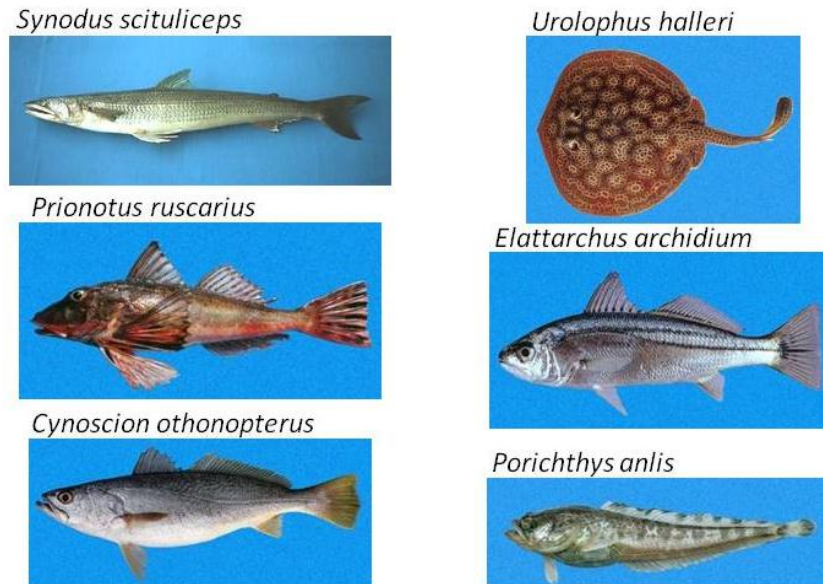 Synodus scituliceps
Urolophus halleri
Prionotus ruscarius
Elattarchus archidium
Cynoscion othonopterus
Porichthys anlis